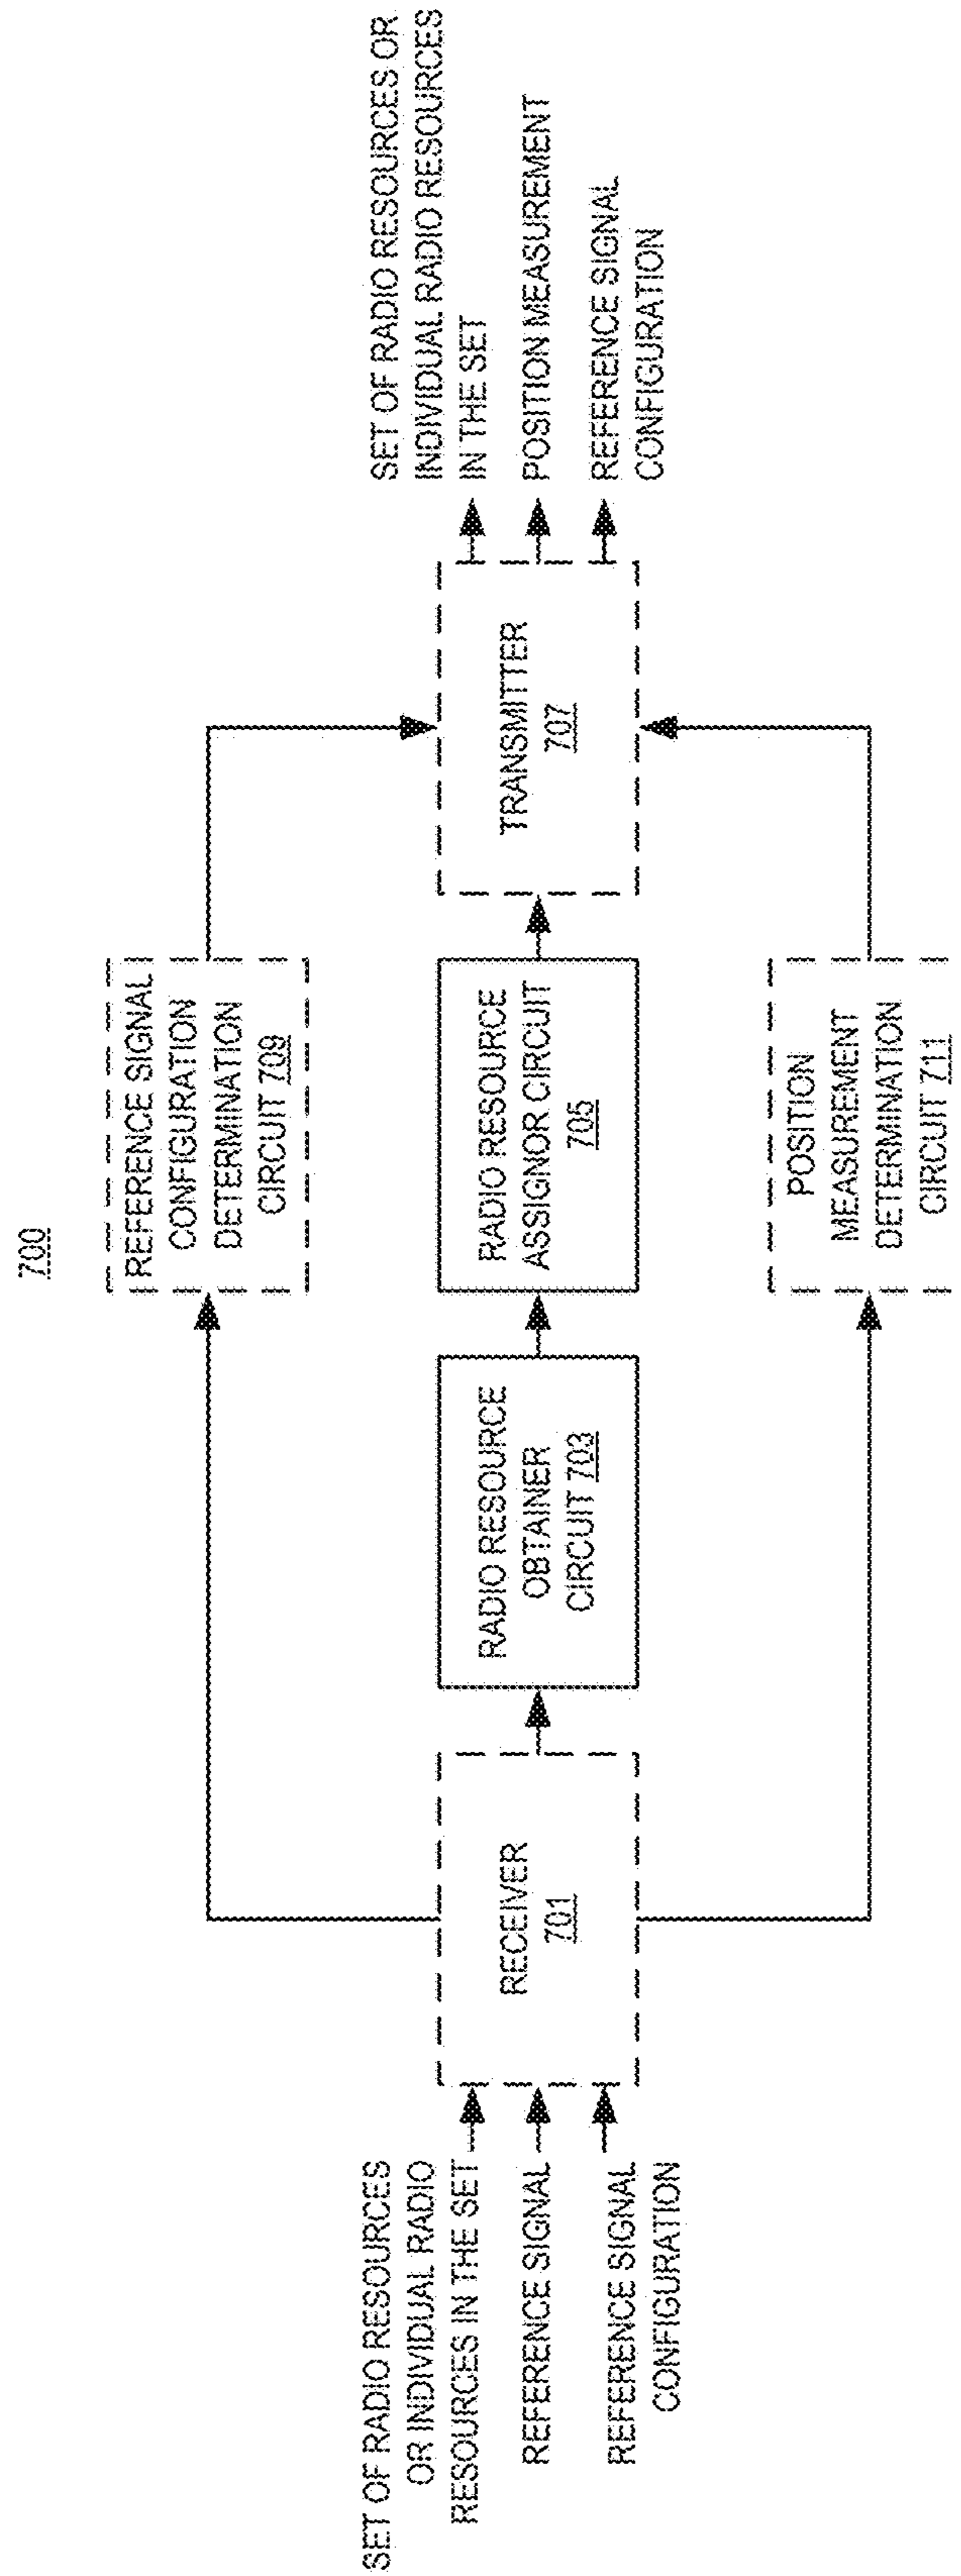 700
SET OF RADIO RESOURCES
OR INDIVIDUAL RADIO
RESOURCES IN THE SET
REFERENCE SIGNAL
REFERENCE SIGNAL
CONFIGURATION
RECEIVER
701
RADIO RESOURCE
OBTAINER
CIRCUIT 703
REFERENCE SIGNAL
CONFIGURATION
DETERMINATION
CIRCUIT 709
RADIO RESOURCE
ASSIGNOR CIRCUIT
705
POSITION
MEASUREMENT
DETERMINATION
CIRCUIT 711
TRANSMITTER
707
SET OF RADIO RESOURCES OR
INDIVIDUAL RADIO RESOURCES
IN THE SET
POSITION MEASUREMENT
REFERENCE SIGNAL
CONFIGURATION